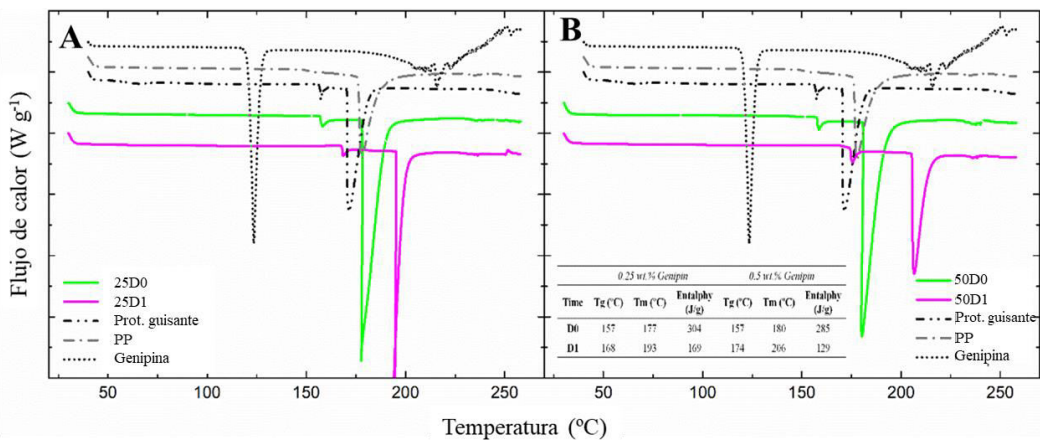 A
B
Flujo de calor (W g-1)
25D0
25D1
Prot. guisante
PP
Genipina
0.25 wt.% Genipin 0.5 wt.% Genipin
Time Tg (°C) Tm (°C) Entalphy (J/g) Tg (°C) Tm (°C) Entalphy (J/g)
D0 157 177 304 157 180 285
D1 168 193 169 174 206 129
50D0
50D1
Prot. guisante
PP
Genipina
50 100 150 200 250 50 100 150 200 250
Temperatura (ºC)